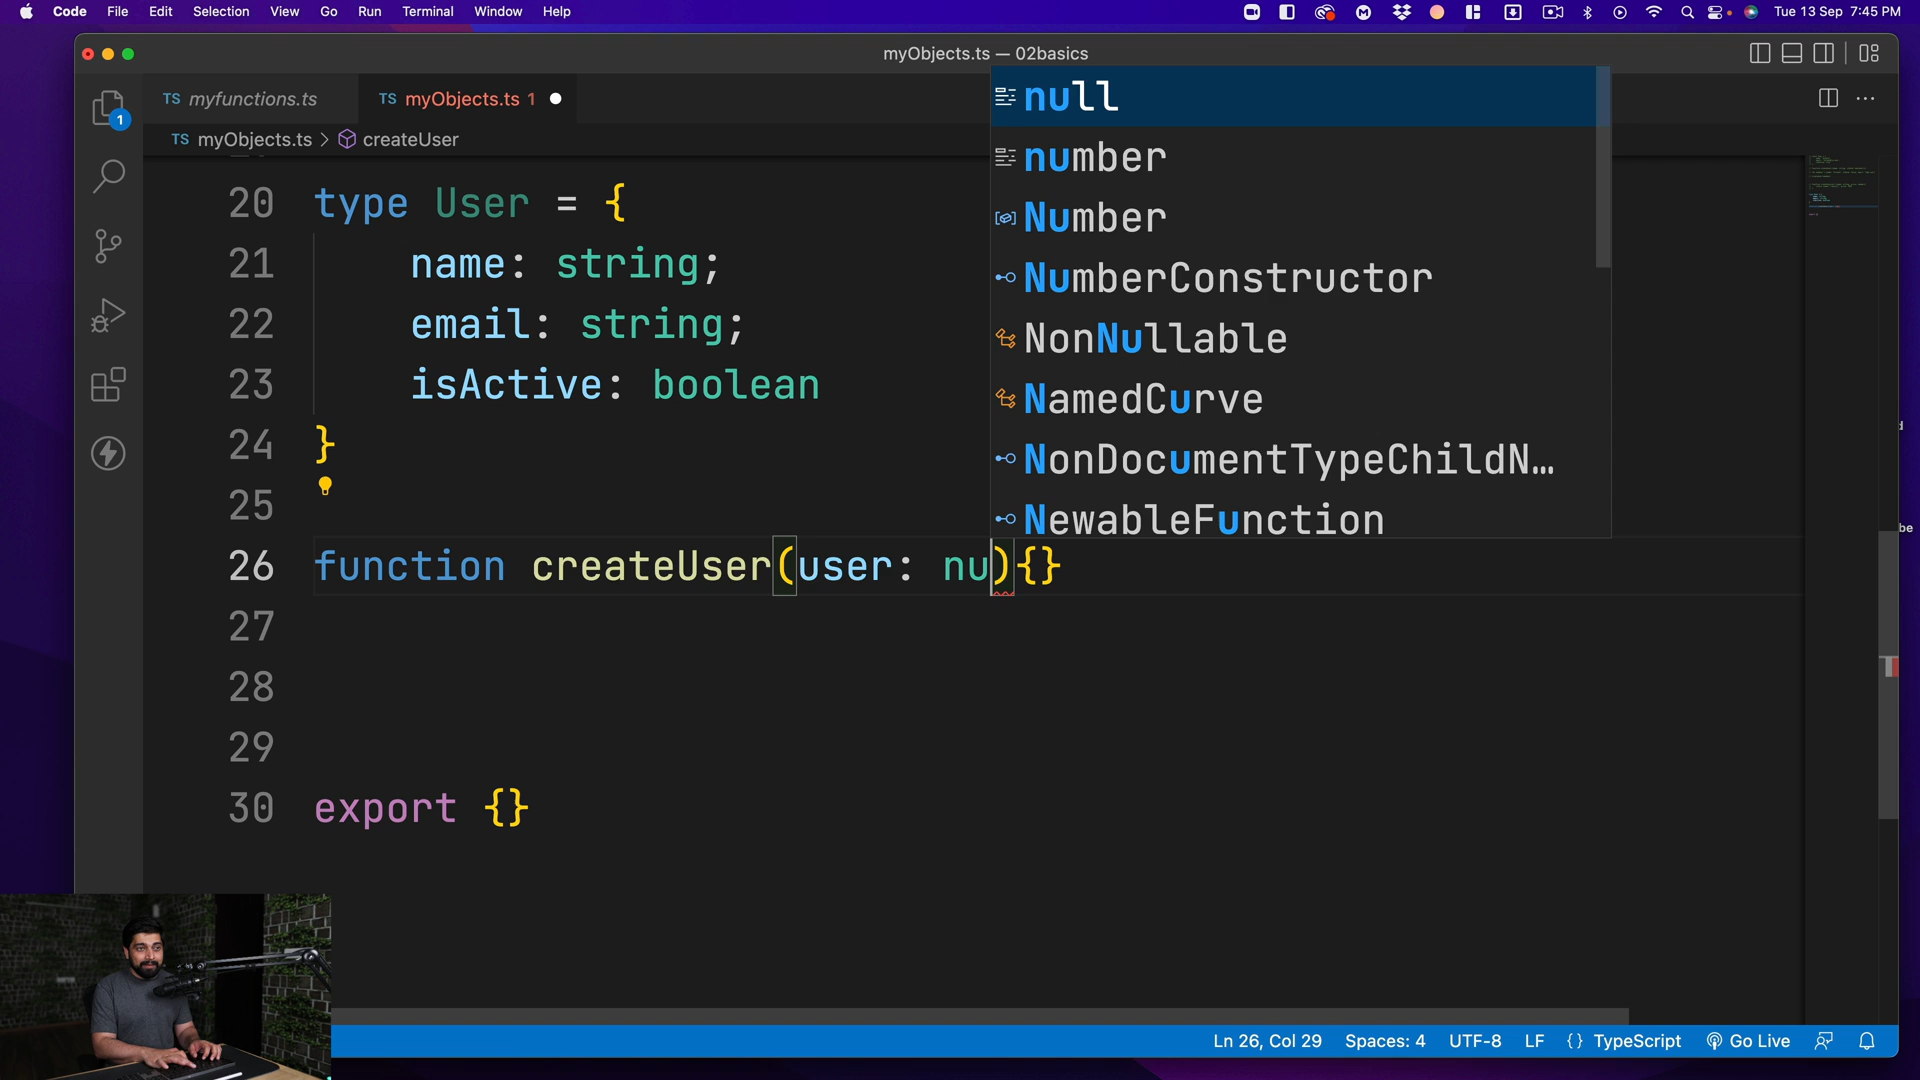 Code File Edit Selection View Go Run Terminal Window Help Tue 13 Sep 7:45 PM
myObjects.ts — 02basics
TS myfunctions.ts TS myObjects.ts 1
1
TS myObjects.ts > createUser
null
number
Number
NumberConstructor
NonNullable
NamedCurve
NonDocumentTypeChildN…
NewableFunction
20 type User = {
21 name: string;
22 email: string;
23 isActive: boolean
24 }
25
26 function createUser(user: nu){}
27
28
29
30 export {}
Ln 26, Col 29 Spaces: 4 UTF-8 LF {} TypeScript Go Live